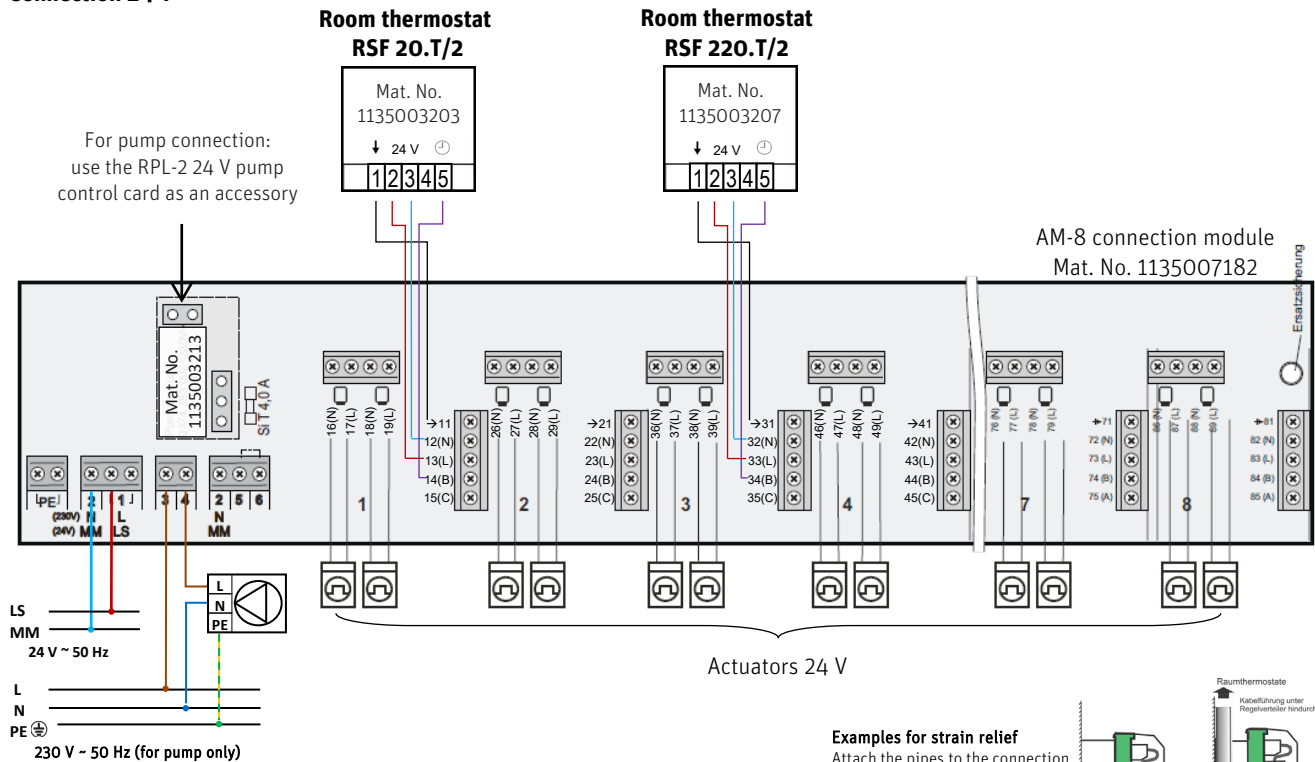 Room thermostat
RSF 20.T/2
Mat. No.
1135003203
24 V
1 2 3 4 5
Room thermostat
RSF 220.T/2
Mat. No.
1135003207
24 V
1 2 3 4 5
For pump connection:
use the RPL-2 24 V pump
control card as an accessory
AM-8 connection module
Mat. No. 1135007182
Ersatzsicherung
Mat. No.
1135003213
Si T 4,0 A
16(N)
17(L)
18(N)
19(L)
→11
12(N)
13(L)
14(B)
15(C)
1
26(N)
27(L)
28(N)
29(L)
→21
22(N)
23(L)
24(B)
25(C)
2
36(N)
37(L)
38(N)
39(L)
→31
32(N)
33(L)
34(B)
35(C)
3
46(N)
47(L)
48(N)
49(L)
→41
42(N)
43(L)
44(B)
45(C)
4
76 (N)
77 (L)
78 (N)
79 (L)
71
72 (N)
73 (L)
74 (B)
75 (A)
7
86 (N)
87 (L)
88 (N)
89 (L)
81
82 (N)
83 (L)
84 (B)
85 (A)
8
PE 2 1 3 4 2 5 6
(230V) N L N
(24V) MM LS MM
L
N
PE
LS
MM
24 V ~ 50 Hz
L
N
PE
230 V ~ 50 Hz (for pump only)
Actuators 24 V
Examples for strain relief
Attach the pipes to the connection
Raumthermostate
Kabelführung unter
Regelverteiler hindurch